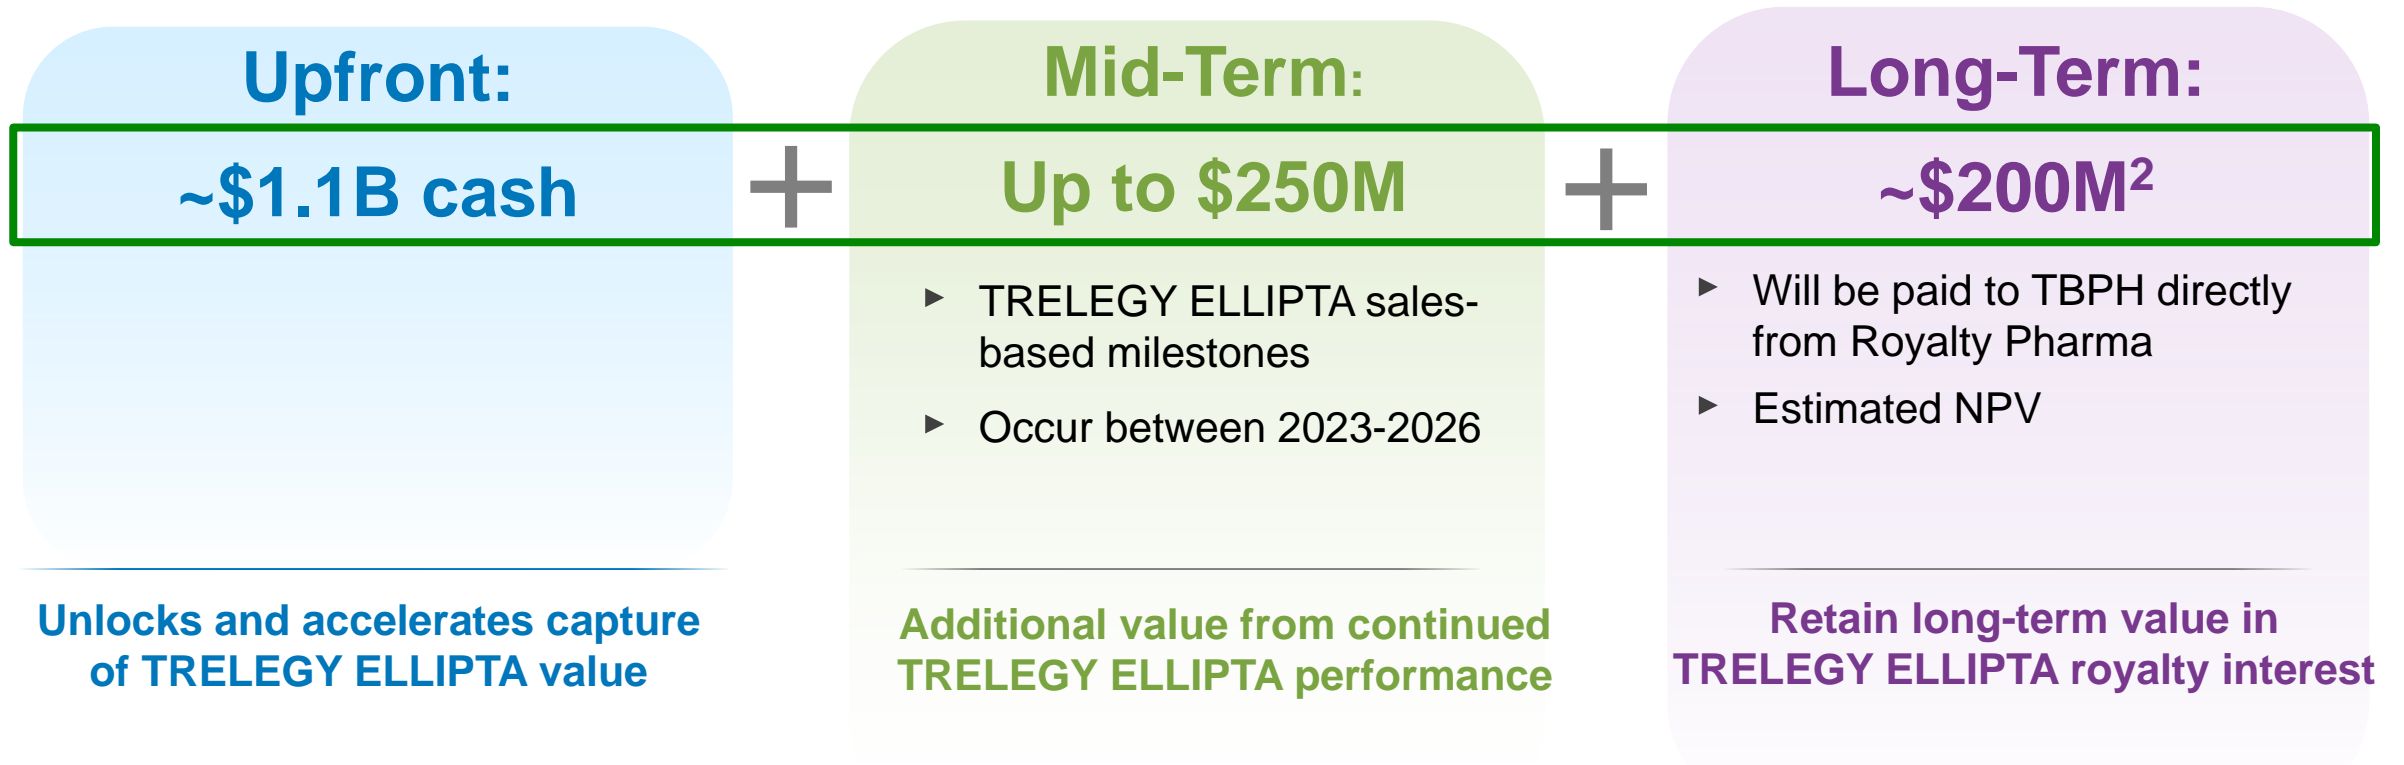 Upfront:
~$1.1B cash
Unlocks and accelerates capture
of TRELEGY ELLIPTA value
+
Mid-Term:
Up to $250M
► TRELEGY ELLIPTA sales-
based milestones
► Occur between 2023-2026
Additional value from continued
TRELEGY ELLIPTA performance
+
Long-Term:
~$200M²
► Will be paid to TBPH directly
from Royalty Pharma
► Estimated NPV
Retain long-term value in
TRELEGY ELLIPTA royalty interest